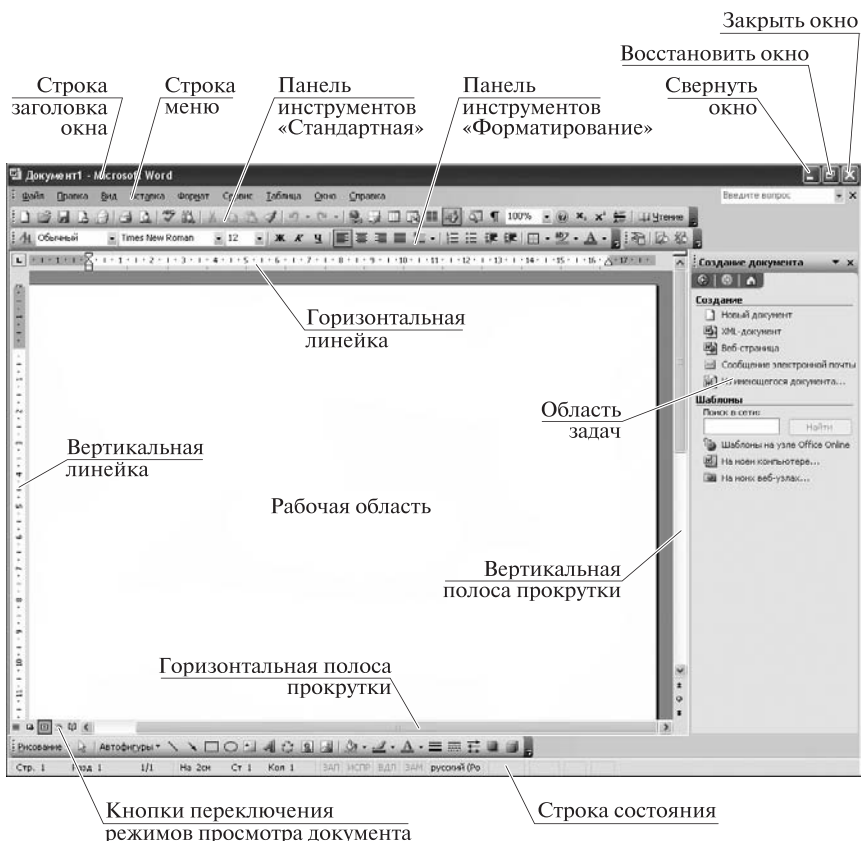 Закрыть окно
Восстановить окно
Строка
заголовка
окна
Строка
меню
Панель
инструментов
«Стандартная»
Панель
инструментов
«Форматирование»
Свернуть
окно
Документ1 - Microsoft Word
Файл Правка Вид Вставка Формат Сервис Таблица Окно Справка
Введите вопрос
100% Чтение
Обычный Times New Roman 12 Ж К Ч
Создание документа
Создание
Новый документ
XML-документ
Веб-страница
Сообщение электронной почты
Из имеющегося документа...
Шаблоны
Поиск в сети:
Найти
Шаблоны на узле Office Online
На моем компьютере...
На моих веб-узлах...
Горизонтальная
линейка
Область
задач
Вертикальная
линейка
Рабочая область
Вертикальная
полоса прокрутки
Горизонтальная полоса
прокрутки
Рисование Автофигуры
Стр. 1 Разд 1 1/1 На 2см Ст 1 Кол 1 ЗАП ИСПР ВДЛ ЗАМ русский (Ро
Кнопки переключения
режимов просмотра документа
Строка состояния